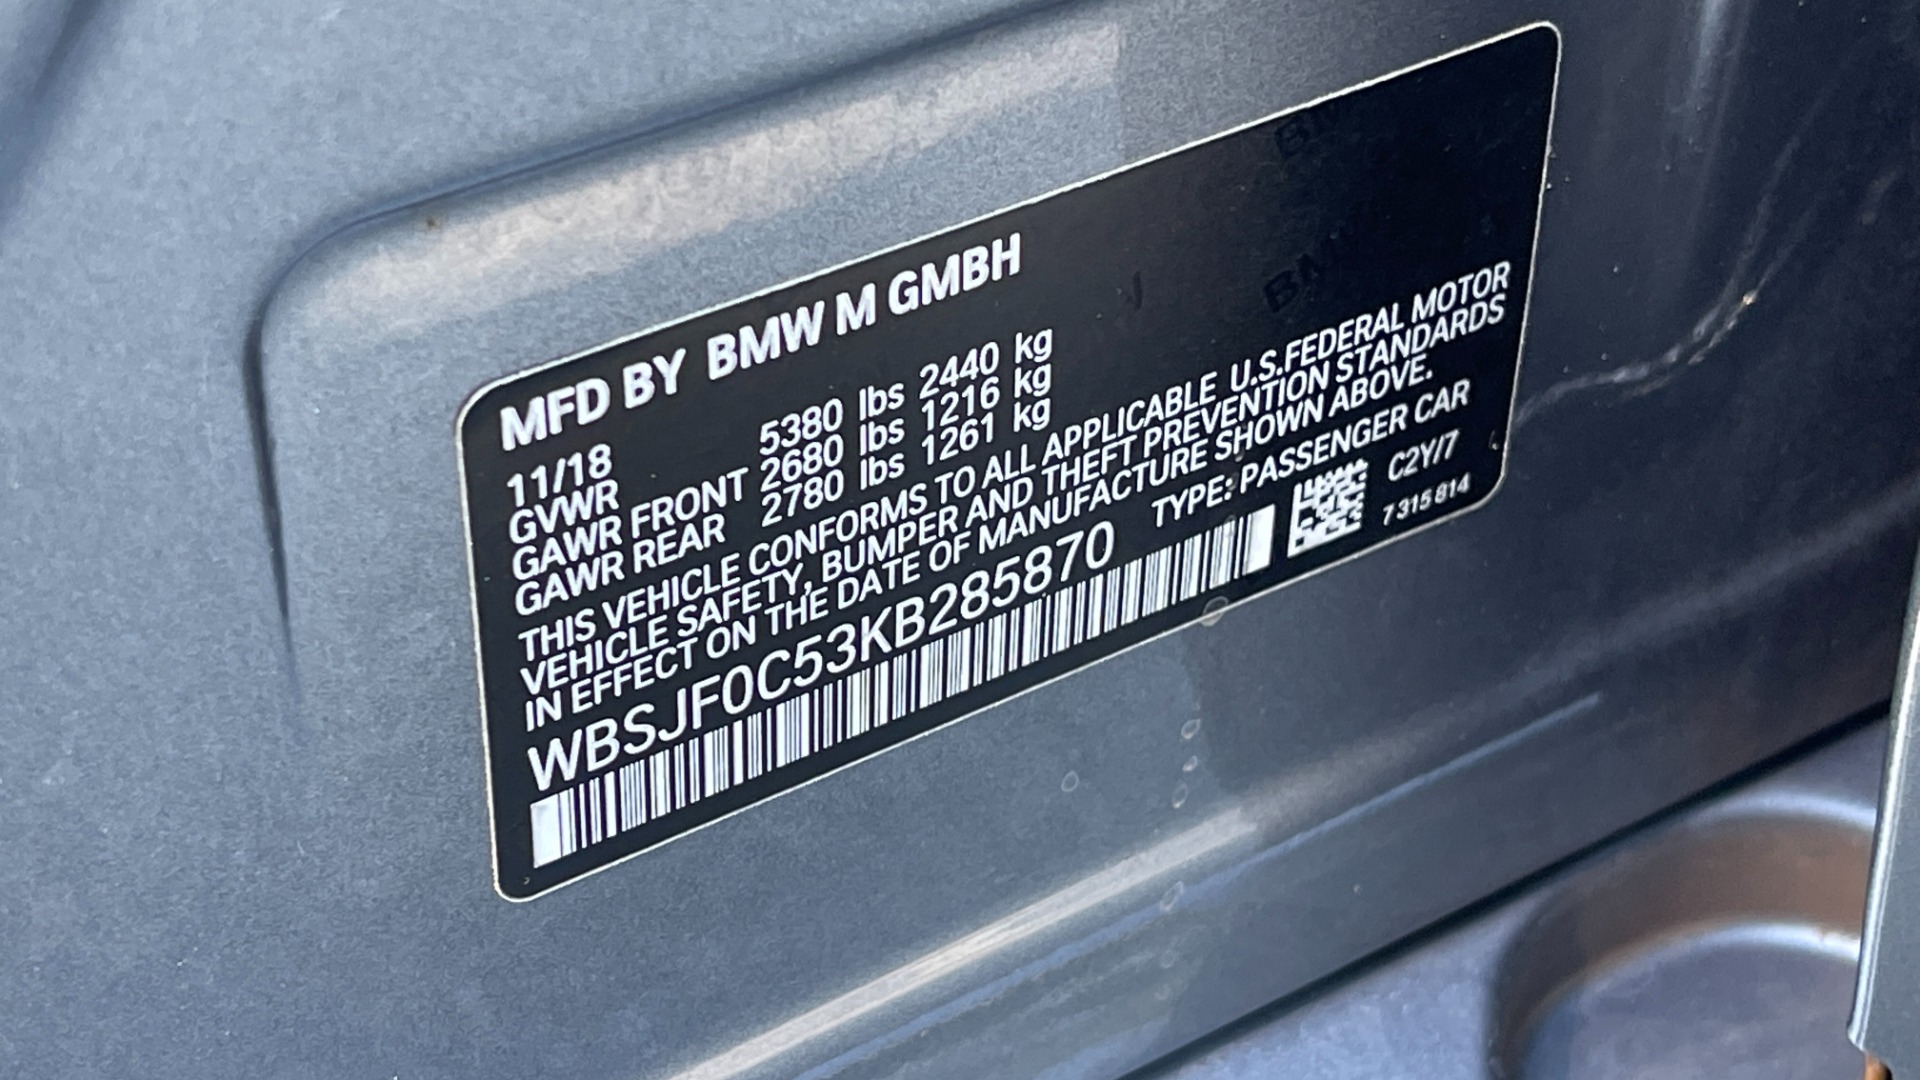 MFD BY BMW M GMBH
11/18
GVWR 5380 lbs 2440 kg
GAWR FRONT 2680 lbs 1216 kg
GAWR REAR 2780 lbs 1261 kg
THIS VEHICLE CONFORMS TO ALL APPLICABLE U.S.FEDERAL MOTOR
VEHICLE SAFETY, BUMPER AND THEFT PREVENTION STANDARDS
IN EFFECT ON THE DATE OF MANUFACTURE SHOWN ABOVE.
WBSJF0C53KB285870 TYPE: PASSENGER CAR
C2Y/7
7 315 814